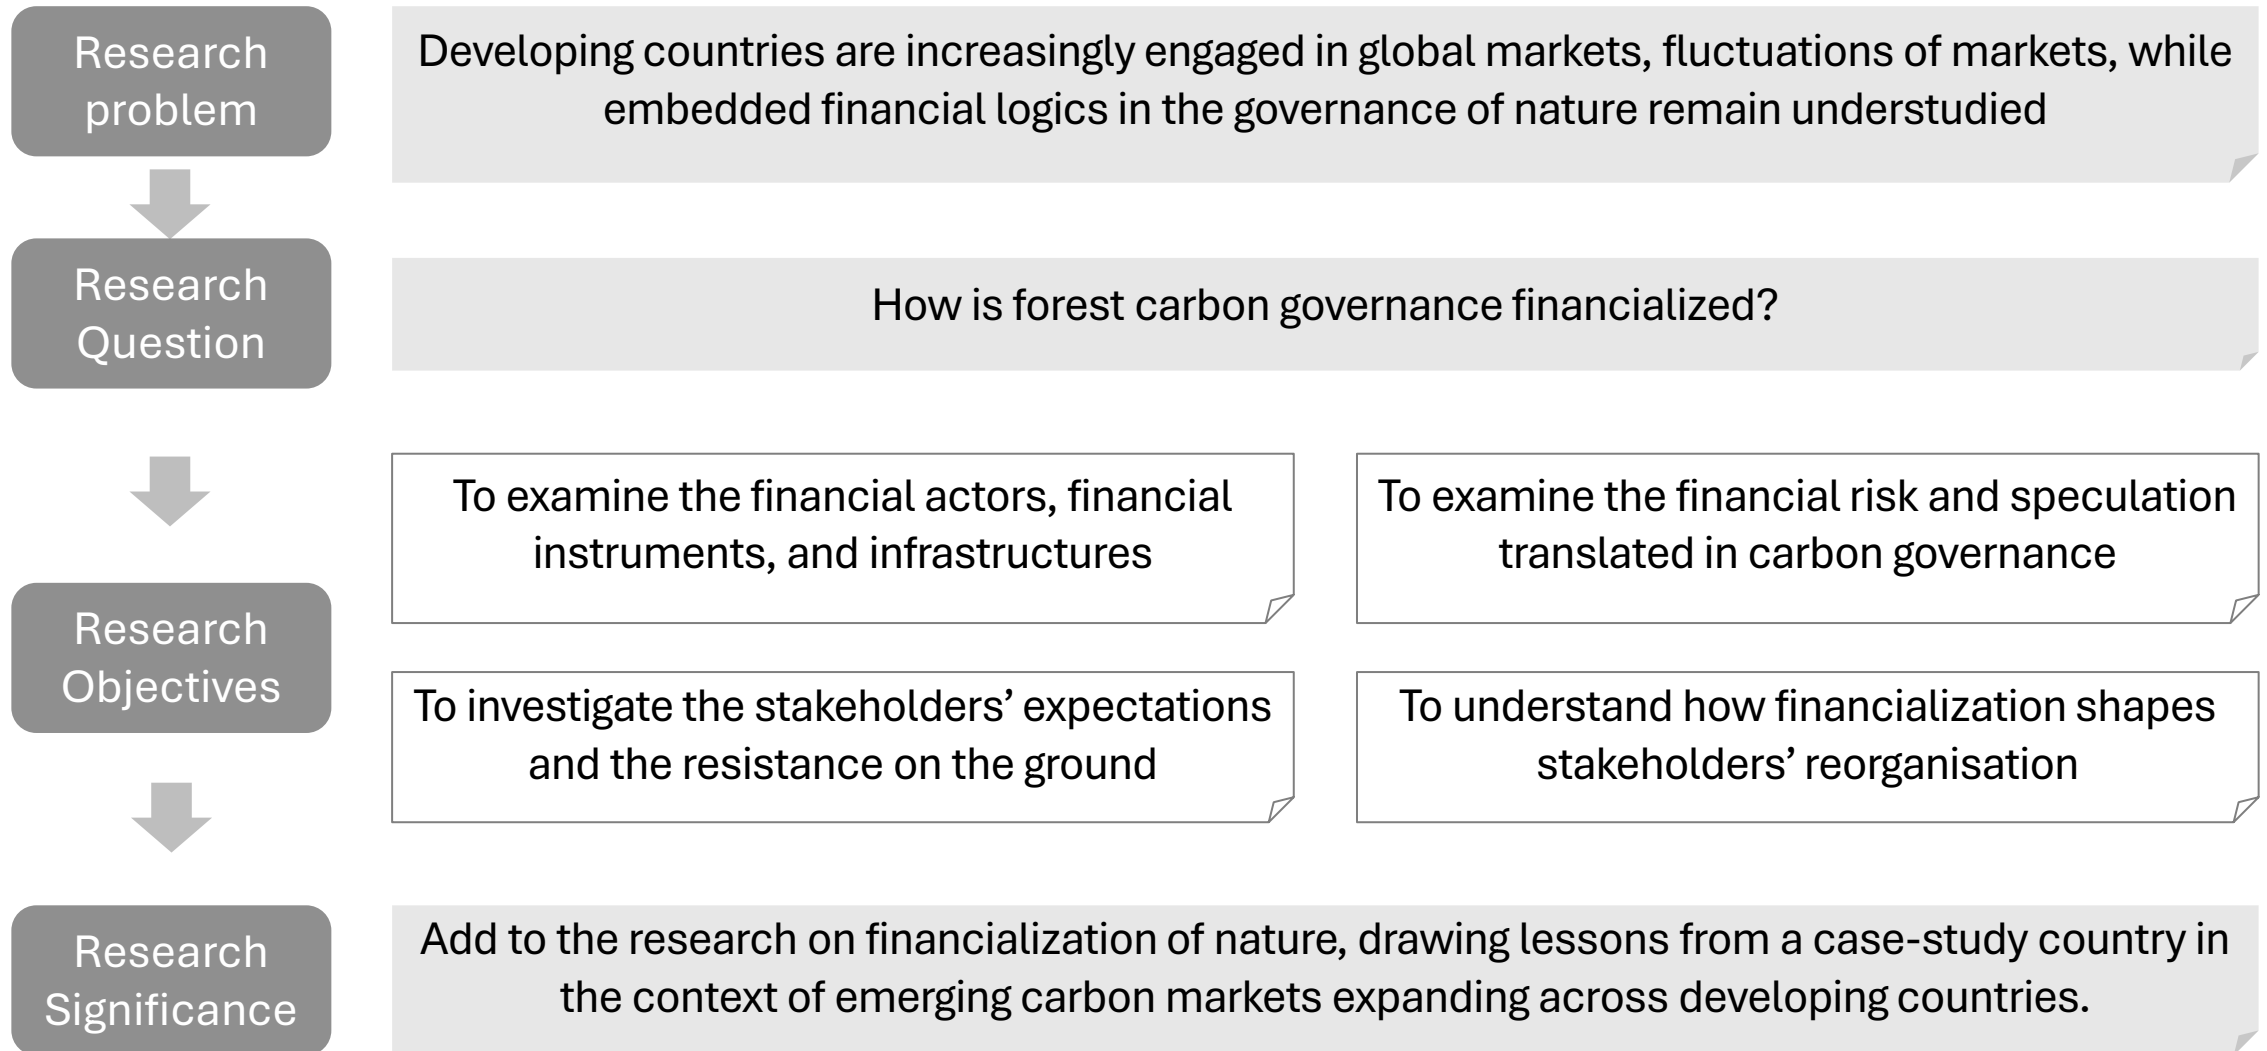 Research
problem
Developing countries are increasingly engaged in global markets, fluctuations of markets, while
embedded financial logics in the governance of nature remain understudied
Research
Question
How is forest carbon governance financialized?
Research
Objectives
To examine the financial actors, financial
instruments, and infrastructures
To examine the financial risk and speculation
translated in carbon governance
To investigate the stakeholders’ expectations
and the resistance on the ground
To understand how financialization shapes
stakeholders’ reorganisation
Research
Significance
Add to the research on financialization of nature, drawing lessons from a case-study country in
the context of emerging carbon markets expanding across developing countries.